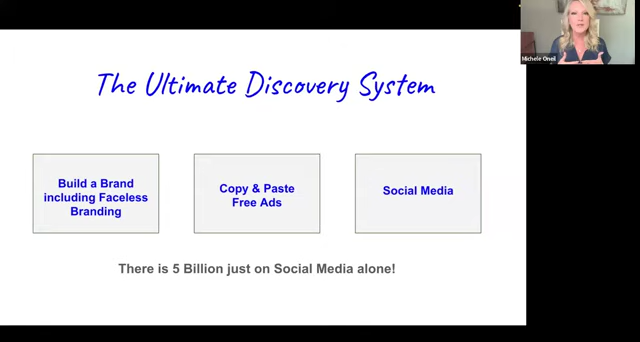 Michele Oneil
The Ultimate Discovery System
Build a Brand
including Faceless
Branding
Copy & Paste
Free Ads
Social Media
There is 5 Billion just on Social Media alone!